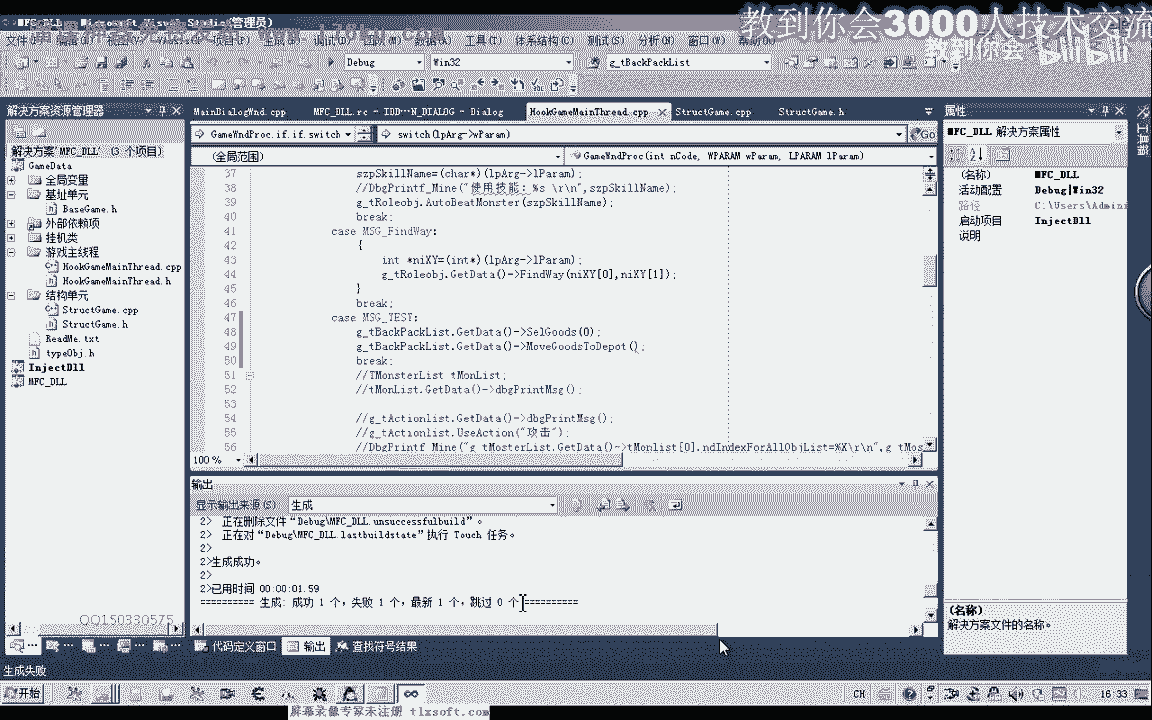 教到你会3000人技术交流
教到你会 bilibili
MFC_DLL - Microsoft Visual Studio(管理员)
工具(T) 体系结构(C) 测试(S) 分析(N) 窗口(W)
Debug Win32 g_tBackPackList
解决方案资源管理器
解决方案"MFC_DLL" (3 个项目)
GameData
全局变量
基址单元
BaseGame.h
外部依赖项
挂机类
游戏主线程
HookGameMainThread.cpp
HookGameMainThread.h
结构单元
StructGame.cpp
StructGame.h
ReadMe.txt
typeObj.h
InjectDll
MFC_DLL
QQ150330575
MainDialogWnd.cpp MFC_DLL.rc - IDD···N_DIALOG - Dialog HookGameMainThread.cpp StructGame.cpp StructGame.h
GameWndProc.if.if.switch switch(lpArg->wParam) Go
(全局范围) GameWndProc(int nCode, WPARAM wParam, LPARAM lParam)
37 szpSkillName=(char*)(lpArg->lParam);
38 //DbgPrintf_Mine("使用技能: %s \r\n",szpSkillName);
39 g_tRoleobj.AutoBeatMonster(szpSkillName);
40 break;
41 case MSG_FindWay:
42 {
43 int *niXY=(int*)(lpArg->lParam);
44 g_tRoleobj.GetData()->FindWay(niXY[0],niXY[1]);
45 }
46 break;
47 case MSG_TEST:
48 g_tBackPackList.GetData()->SelGoods(0);
49 g_tBackPackList.GetData()->MoveGoodsToDepot();
50 break;
51 //TMonsterList tMonList;
52 //tMonList.GetData()->dbgPrintMsg();
53
54 //g_tActionlist.GetData()->dbgPrintMsg();
55 //g_tActionlist.UseAction("攻击");
56 //DbgPrintf_Mine("g_tMosterList.GetData()->tMonlist[0].ndIndexForAllObjList=%X\r\n",g_tMos
100 %
输出
显示输出来源(S): 生成
2> 正在删除文件“Debug\MFC_DLL.unsuccessfulbuild”。
2> 正在对“Debug\MFC_DLL.lastbuildstate”执行 Touch 任务。
2>
2>生成成功。
2>
2>已用时间 00:00:01.59
========== 生成: 成功 1 个，失败 1 个，最新 1 个，跳过 0 个 ==========
代码定义窗口 输出 查找符号结果
属性
MFC_DLL 解决方案属性
(名称) MFC_DLL
活动配置 Debug|Win32
路径 C:\Users\Admin
启动项目 InjectDll
说明
(名称)
解决方案文件的名称。
工具箱
生成失败
开始 CH 16:33
屏幕录像专家未注册 tlxsoft.com